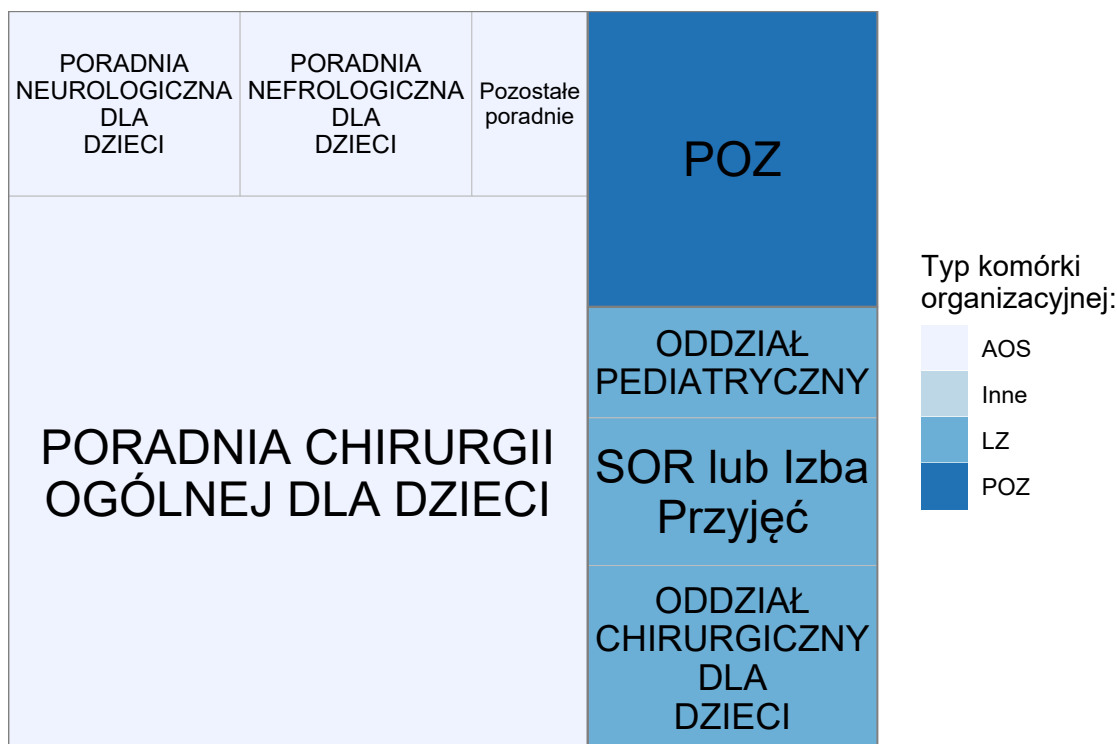 PORADNIA
NEUROLOGICZNA
DLA
DZIECI
PORADNIA
NEFROLOGICZNA
DLA
DZIECI
Pozostałe
poradnie
POZ
PORADNIA CHIRURGII
OGÓLNEJ DLA DZIECI
ODDZIAŁ
PEDIATRYCZNY
SOR lub Izba
Przyjęć
ODDZIAŁ
CHIRURGICZNY
DLA
DZIECI
Typ komórki
organizacyjnej:
AOS
Inne
LZ
POZ